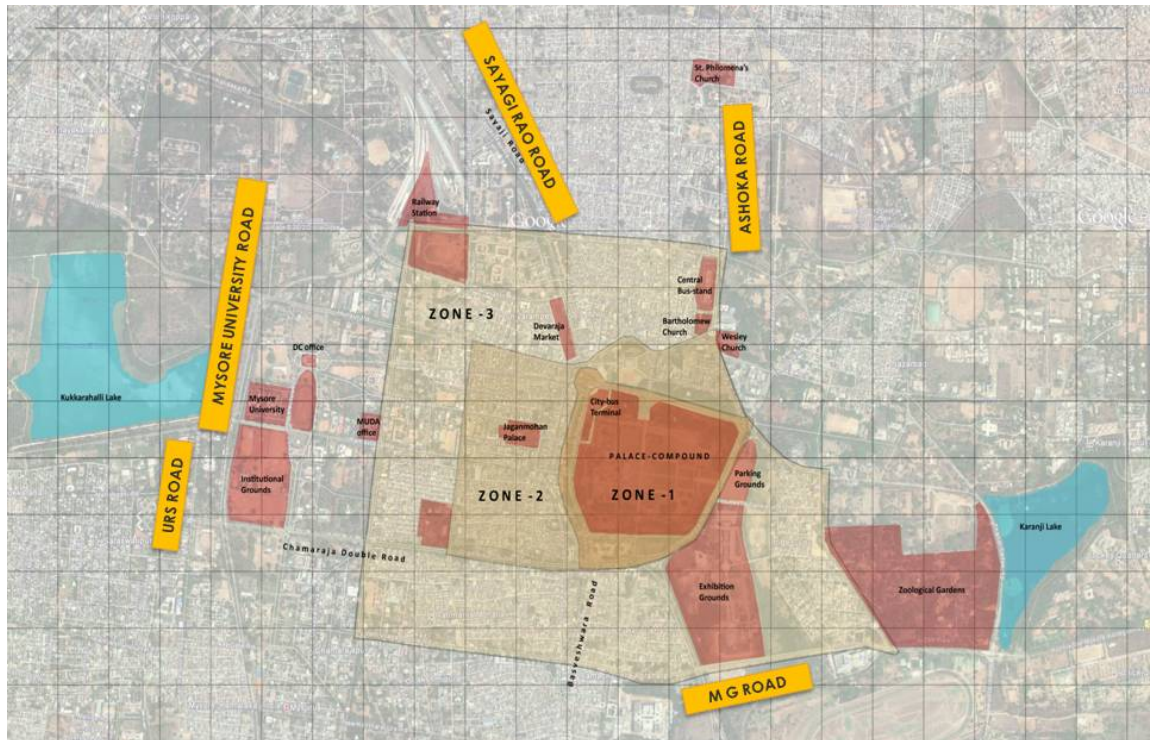 SAYAGI RAO ROAD
Sayaji Road
St. Philomena's
Church
ASHOKA ROAD
MYSORE UNIVERSITY ROAD
Railway
Station
Google
Google
Central
Bus-stand
ZONE -3
Devaraja
Market
Bartholomew
Church
Wesley
Church
DC office
Kukkarahalli Lake
Mysore
University
MUDA
office
City-bus
Terminal
Jaganmohan
Palace
PALACE-COMPOUND
Parking
Grounds
Institutional
Grounds
ZONE -2
ZONE -1
URS ROAD
Karanji Lake
Chamaraja Double Road
Exhibition
Grounds
Zoological Gardens
Basveshwara Road
M G ROAD